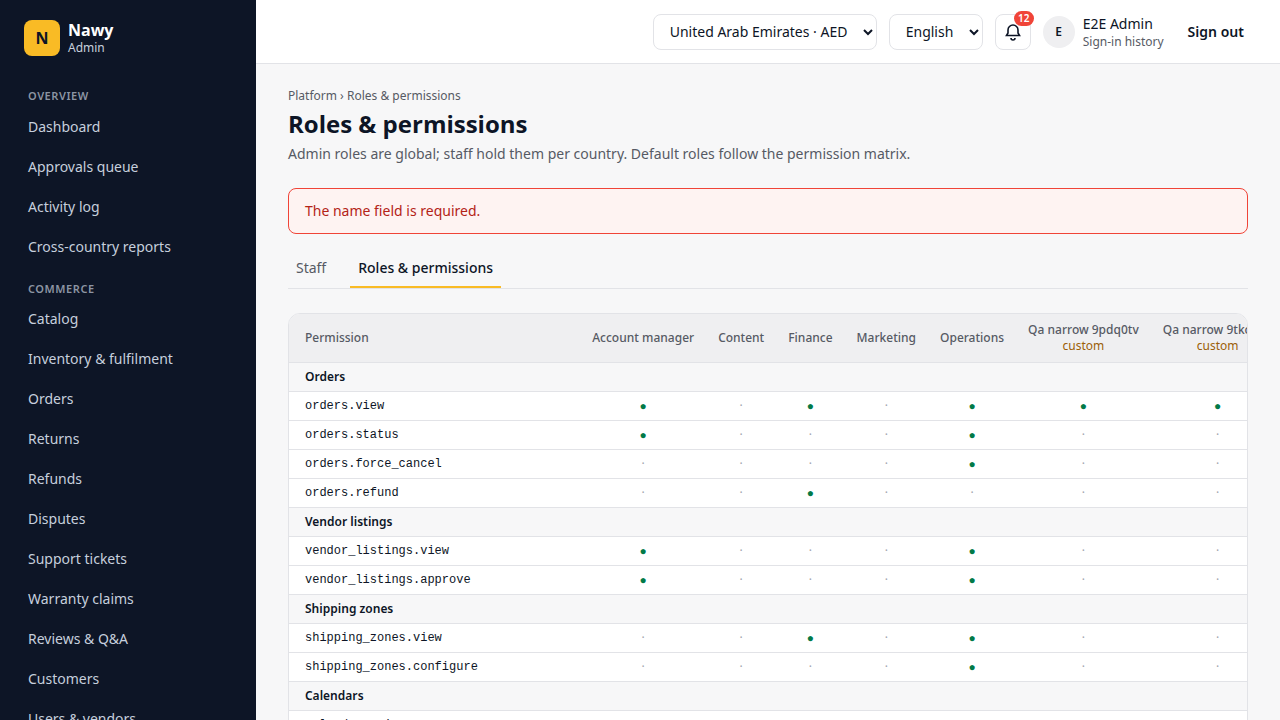 N
Nawy
Admin
OVERVIEW
Dashboard
Approvals queue
Activity log
Cross-country reports
COMMERCE
Catalog
Inventory & fulfilment
Orders
Returns
Refunds
Disputes
Support tickets
Warranty claims
Reviews & Q&A
Customers
Users & vendors
United Arab Emirates · AED
English
12
E
E2E Admin
Sign-in history
Sign out
Platform › Roles & permissions
Roles & permissions
Admin roles are global; staff hold them per country. Default roles follow the permission matrix.
The name field is required.
Staff
Roles & permissions
Permission Account manager Content Finance Marketing Operations Qa narrow 9pdq0tv custom Qa narrow custom
Orders
orders.view
orders.status
orders.force_cancel
orders.refund
Vendor listings
vendor_listings.view
vendor_listings.approve
Shipping zones
shipping_zones.view
shipping_zones.configure
Calendars